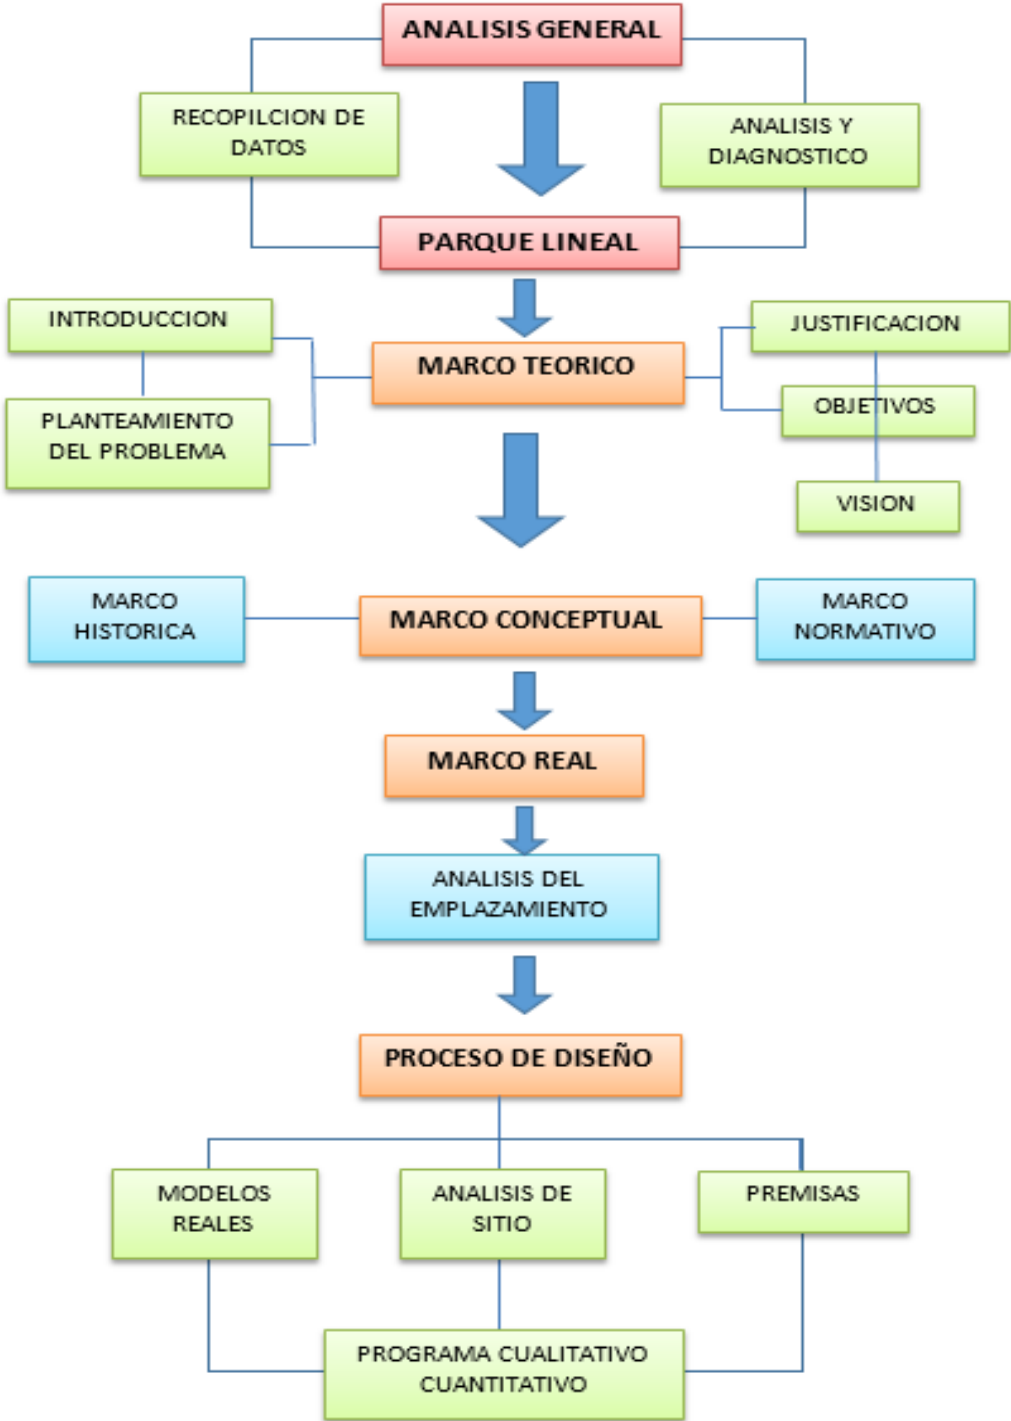 ANALISIS GENERAL
RECOPILCION DE
DATOS
ANALISIS Y
DIAGNOSTICO
PARQUE LINEAL
INTRODUCCION
JUSTIFICACION
MARCO TEORICO
PLANTEAMIENTO
DEL PROBLEMA
OBJETIVOS
VISION
MARCO
HISTORICA
MARCO CONCEPTUAL
MARCO
NORMATIVO
MARCO REAL
ANALISIS DEL
EMPLAZAMIENTO
PROCESO DE DISEÑO
MODELOS
REALES
ANALISIS DE
SITIO
PREMISAS
PROGRAMA CUALITATIVO
CUANTITATIVO